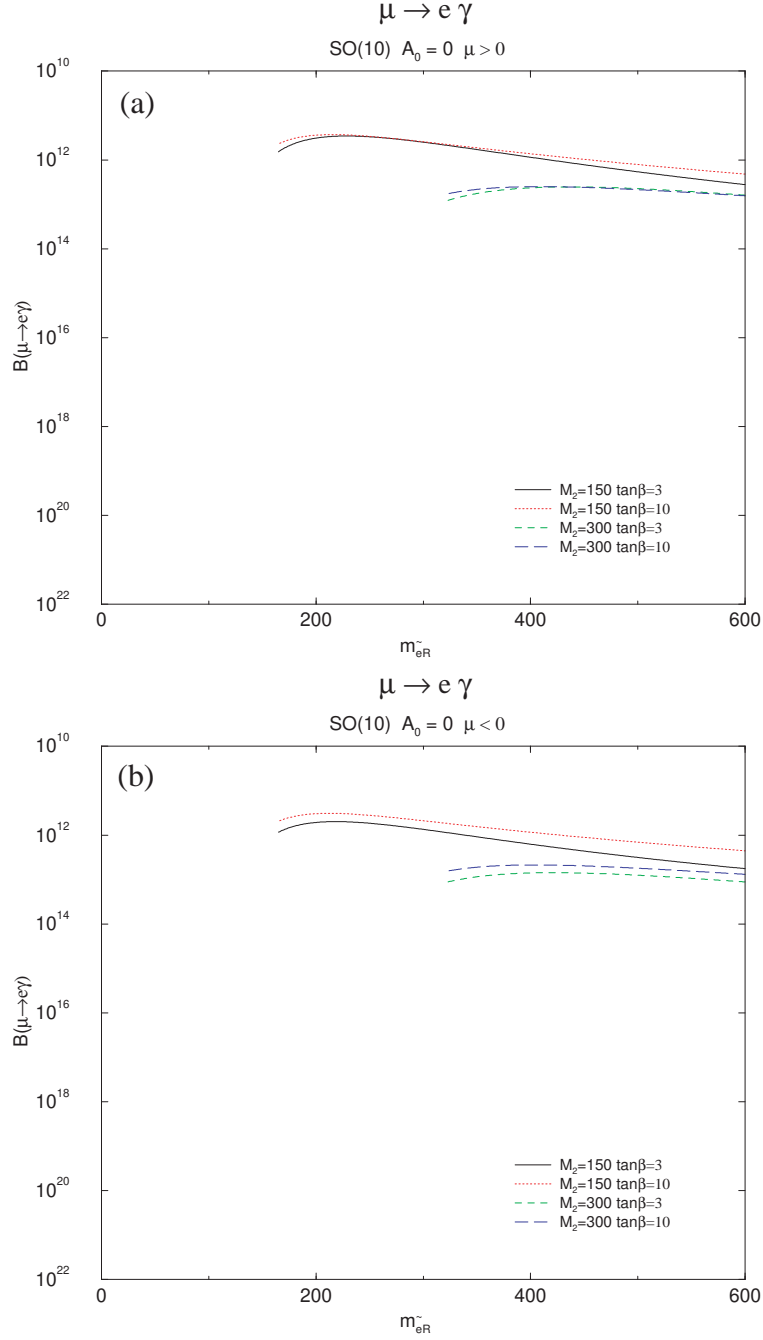 μ → e γ
SO(10) A₀ = 0 μ > 0
(a)
10¹⁰
10¹²
10¹⁴
10¹⁶
10¹⁸
10²⁰
10²²
B(μ→eγ)
M₂=150 tanβ=3
M₂=150 tanβ=10
M₂=300 tanβ=3
M₂=300 tanβ=10
0 200 400 600
m_ẽR
μ → e γ
SO(10) A₀ = 0 μ < 0
(b)
10¹⁰
10¹²
10¹⁴
10¹⁶
10¹⁸
10²⁰
10²²
B(μ→eγ)
M₂=150 tanβ=3
M₂=150 tanβ=10
M₂=300 tanβ=3
M₂=300 tanβ=10
0 200 400 600
m_ẽR